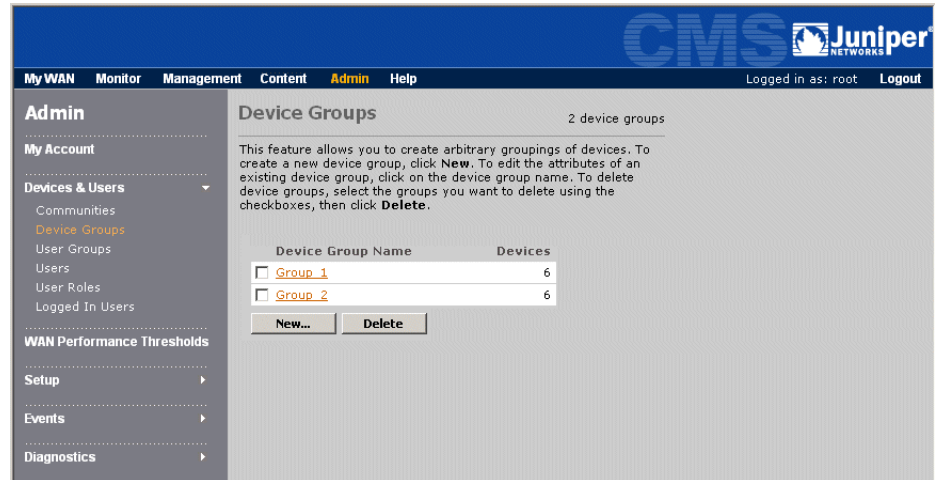 CMS Juniper
NETWORKS
My WAN Monitor Management Content Admin Help Logged in as: root Logout
Admin
My Account
Devices & Users
Communities
Device Groups
User Groups
Users
User Roles
Logged In Users
WAN Performance Thresholds
Setup
Events
Diagnostics
Device Groups 2 device groups
This feature allows you to create arbitrary groupings of devices. To
create a new device group, click New. To edit the attributes of an
existing device group, click on the device group name. To delete
device groups, select the groups you want to delete using the
checkboxes, then click Delete.
Device Group Name Devices
Group_1 6
Group_2 6
New... Delete